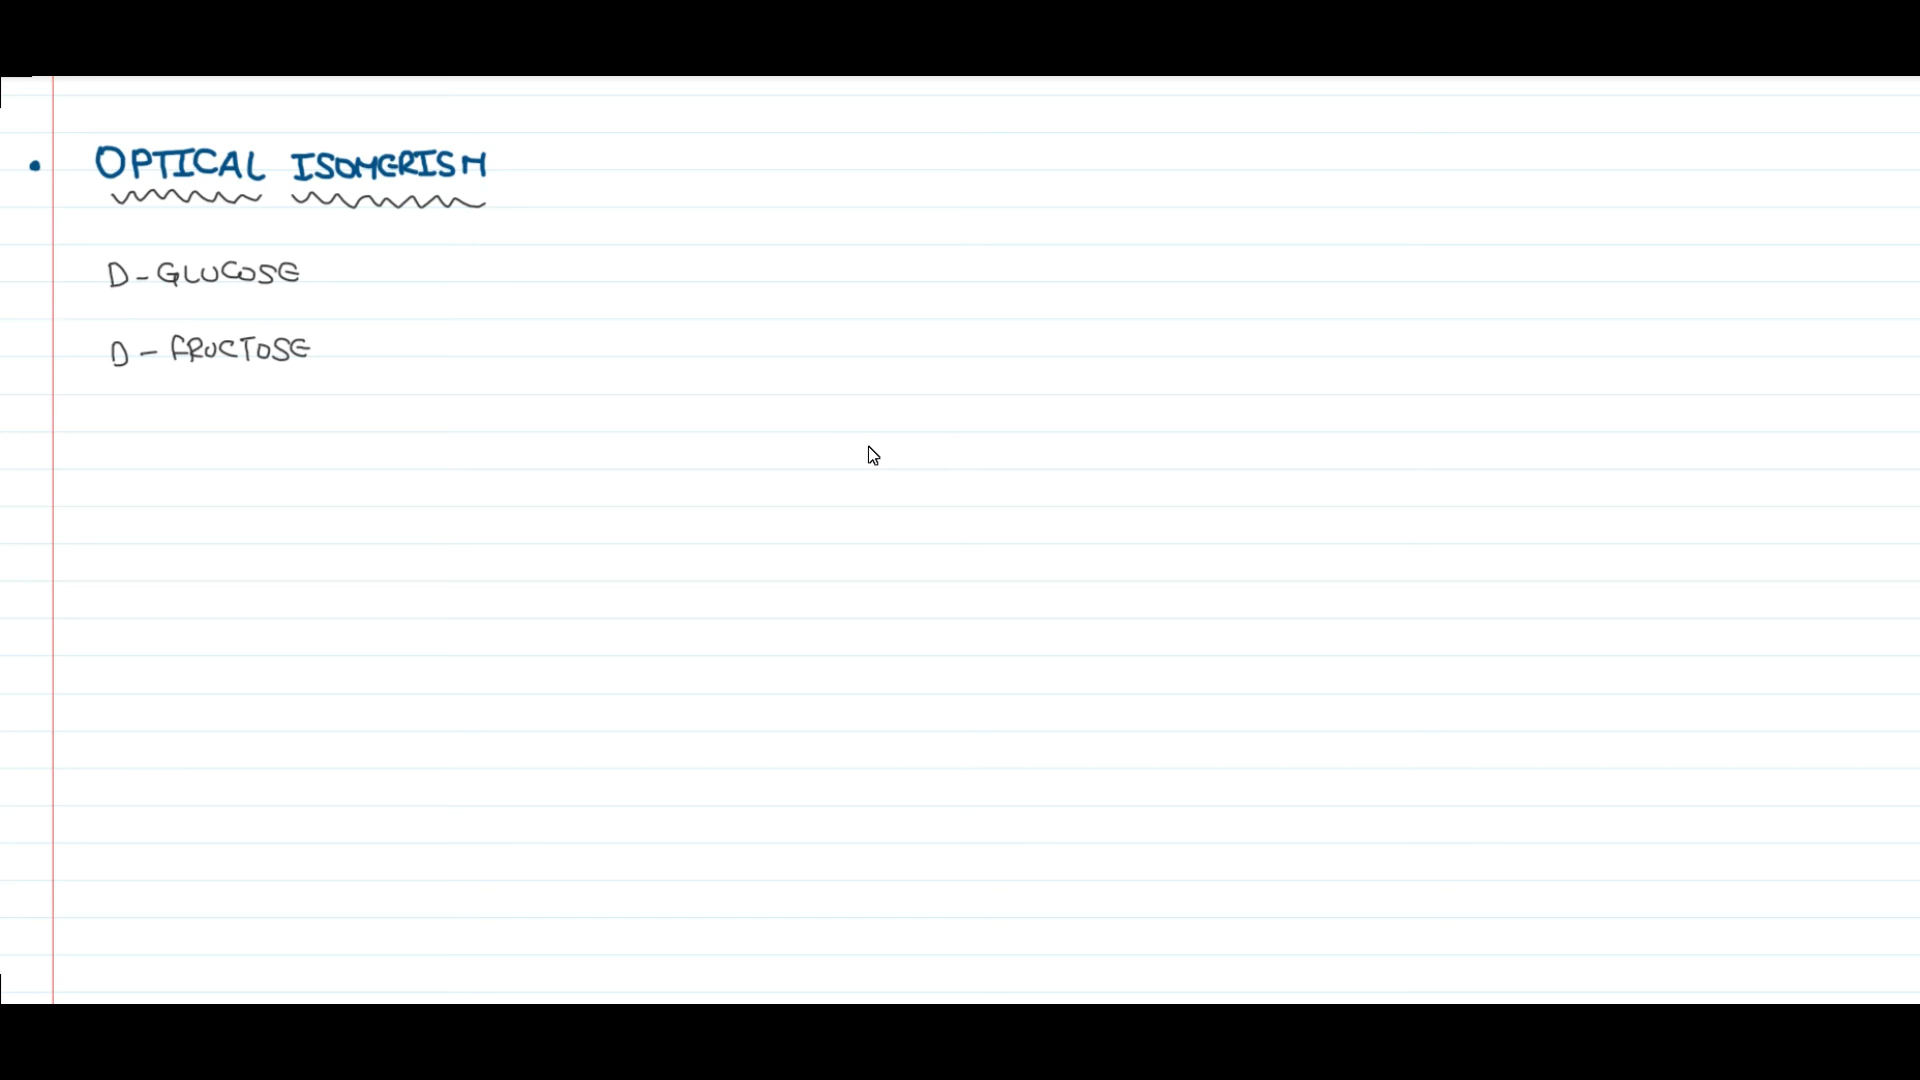 • OPTICAL ISOMERISM
D - GLUCOSE
D - FRUCTOSE